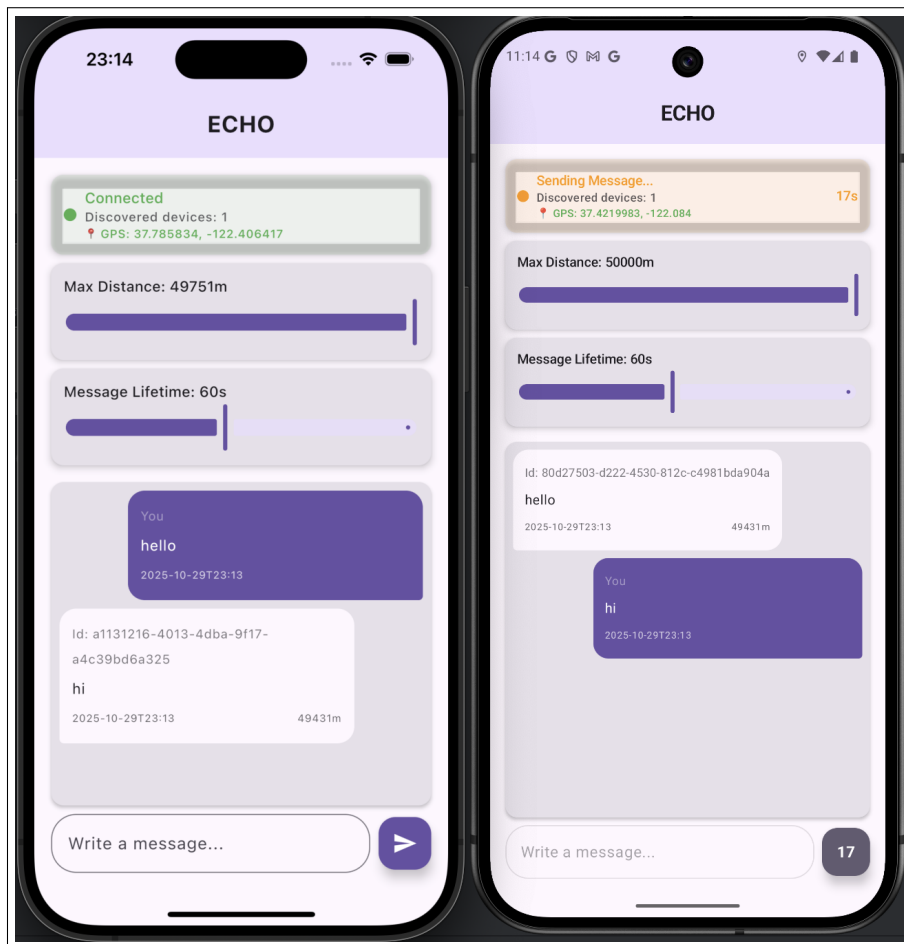 23:14
ECHO
Connected
Discovered devices: 1
GPS: 37.785834, -122.406417
Max Distance: 49751m
Message Lifetime: 60s
You
hello
2025-10-29T23:13
Id: a1131216-4013-4dba-9f17-
a4c39bd6a325
hi
2025-10-29T23:13 49431m
Write a message...
11:14 G G
ECHO
Sending Message...
17s
Discovered devices: 1
GPS: 37.4219983, -122.084
Max Distance: 50000m
Message Lifetime: 60s
Id: 80d27503-d222-4530-812c-c4981bda904a
hello
2025-10-29T23:13 49431m
You
hi
2025-10-29T23:13
Write a message...
17